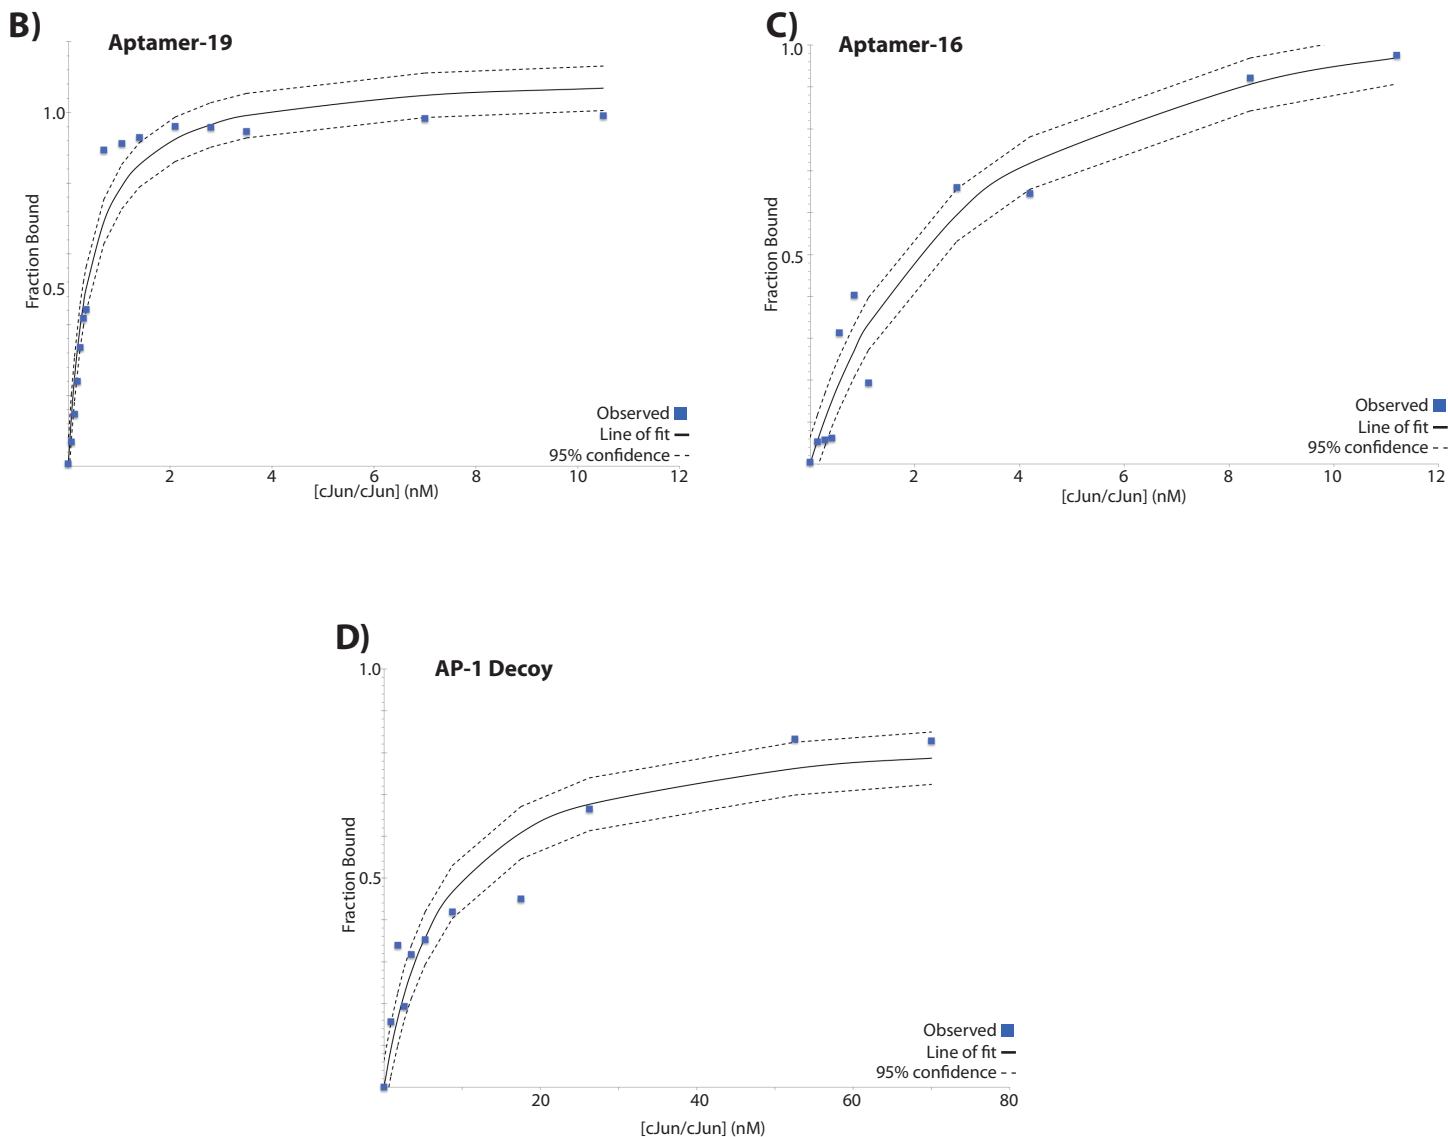 B)
Aptamer-19
1.0
0.5
Fraction Bound
Observed
Line of fit
95% confidence
2 4 6 8 10 12
[cJun/cJun] (nM)
C)
Aptamer-16
1.0
0.5
Fraction Bound
Observed
Line of fit
95% confidence
2 4 6 8 10 12
[cJun/cJun] (nM)
D)
AP-1 Decoy
1.0
0.5
Fraction Bound
Observed
Line of fit
95% confidence
20 40 60 80
[cJun/cJun] (nM)